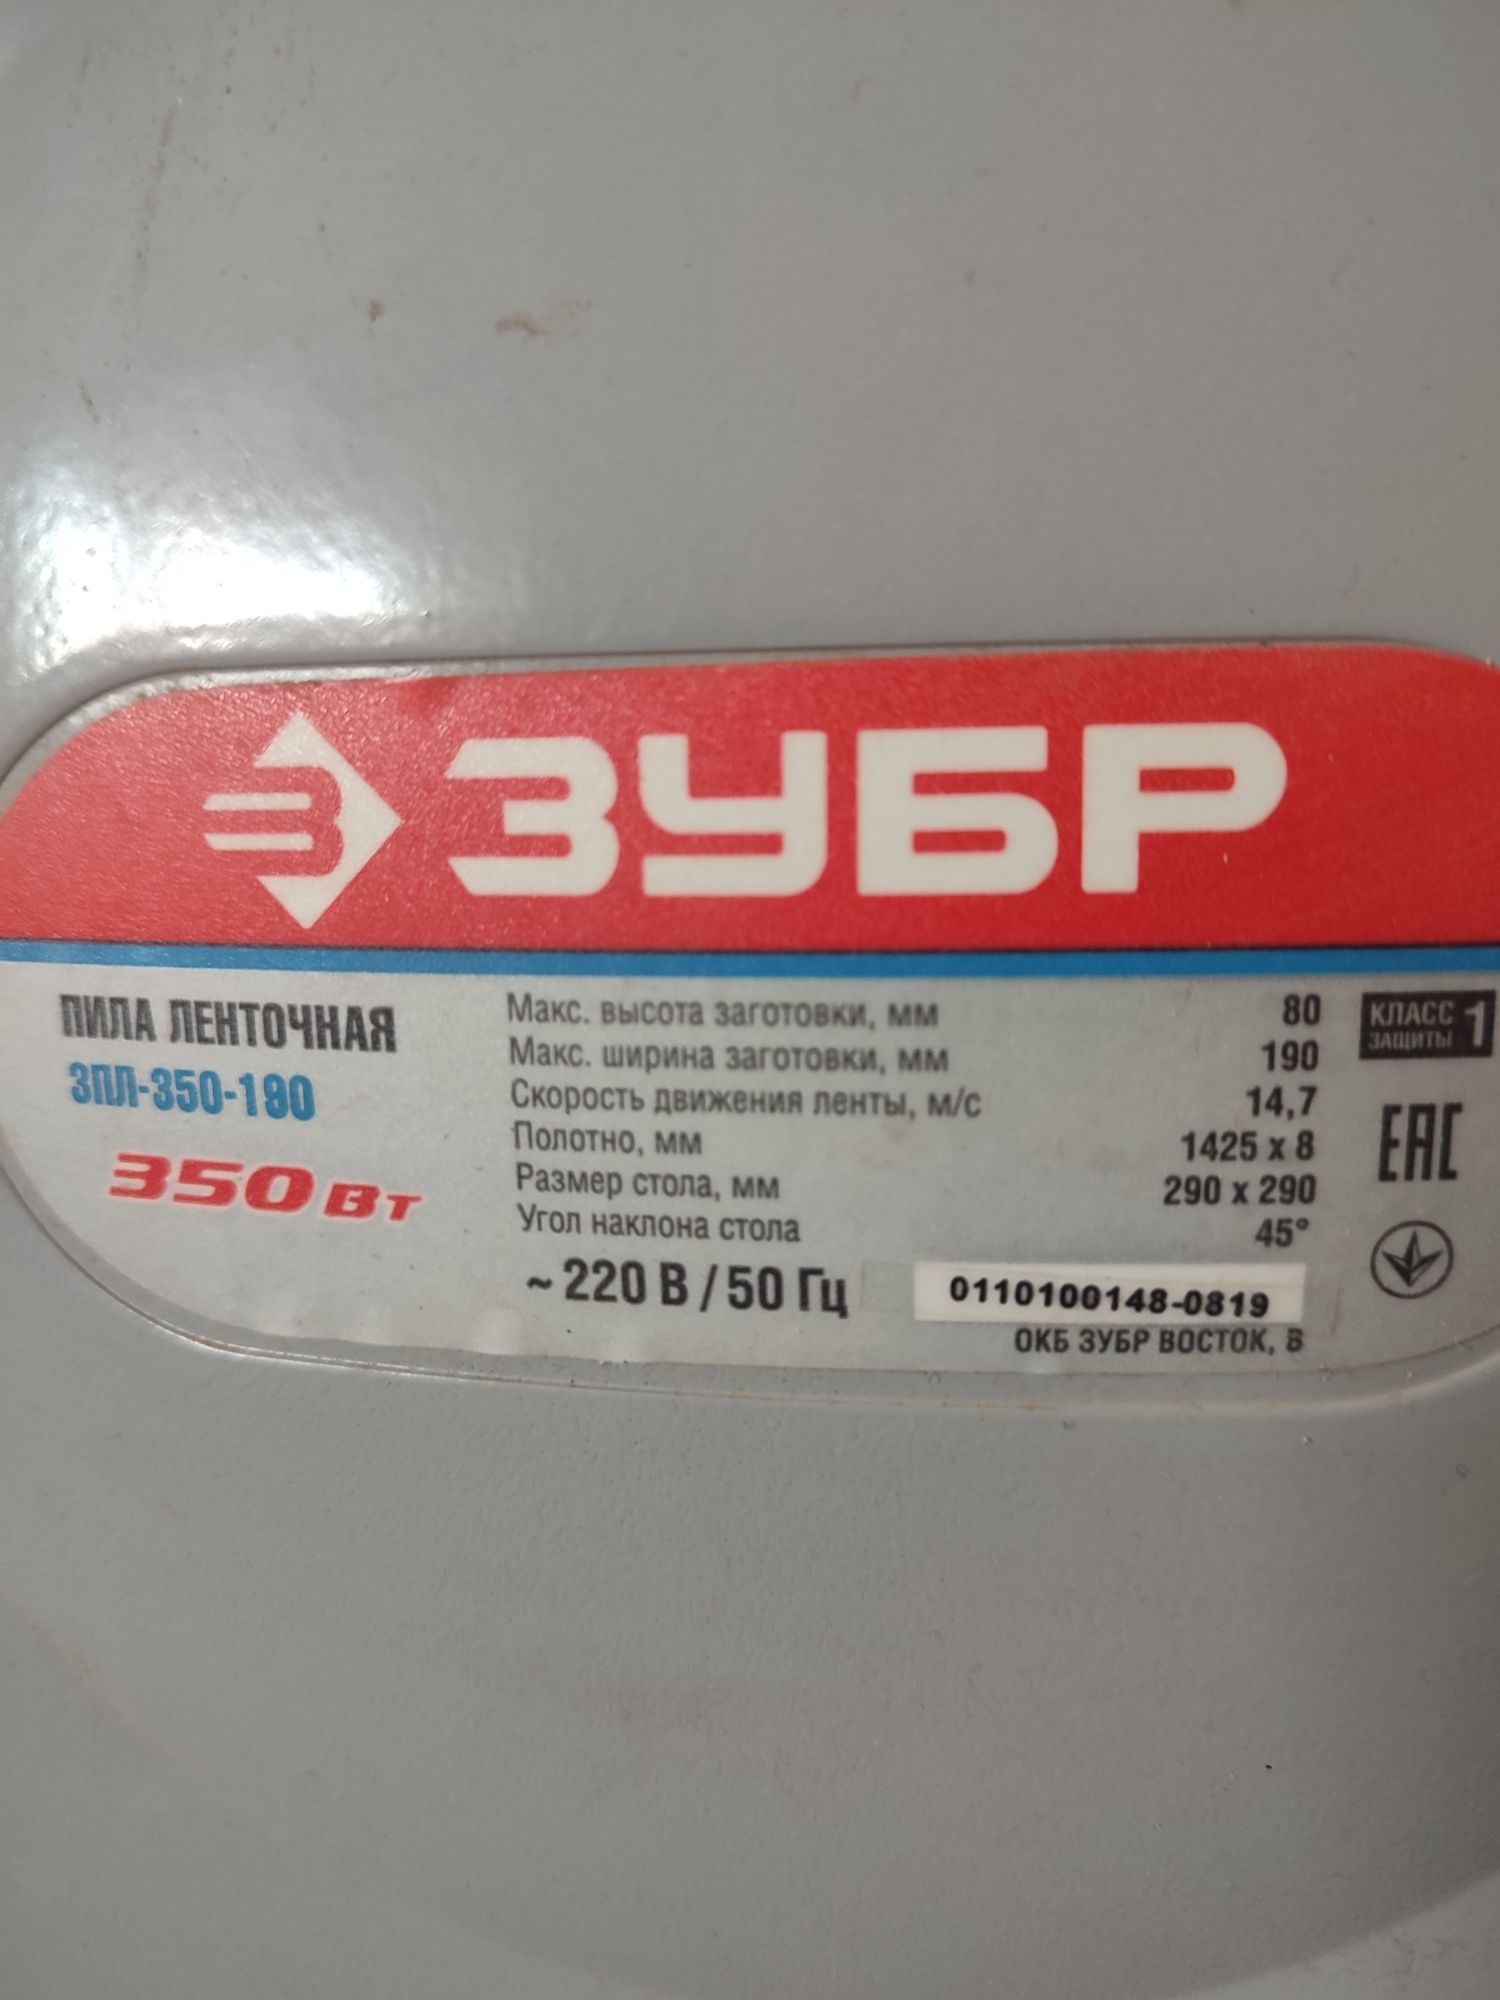 ЗУБР
ПИЛА ЛЕНТОЧНАЯ
ЗПЛ-350-190
350 Вт
Макс. высота заготовки, мм 80
Макс. ширина заготовки, мм 190
Скорость движения ленты, м/с 14,7
Полотно, мм 1425 x 8
Размер стола, мм 290 x 290
Угол наклона стола 45°
~ 220 В / 50 Гц
0110100148-0819
ОКБ ЗУБР ВОСТОК, В
КЛАСС ЗАЩИТЫ 1
EAC